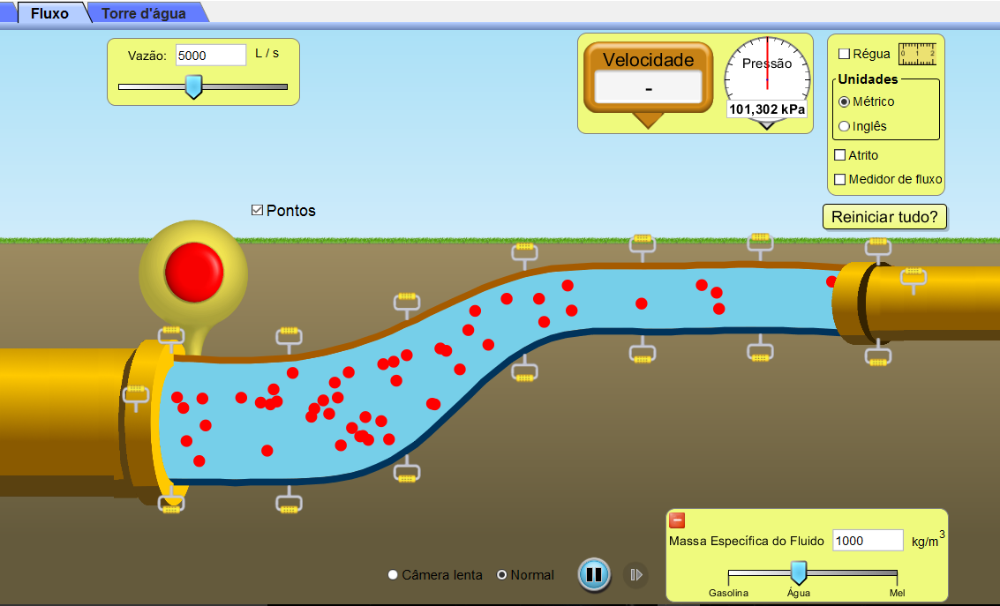 Fluxo
Torre d'água
Vazão: 5000 L / s
Velocidade
-
Pressão
101,302 kPa
Régua
0 1 2
Unidades
Métrico
Inglês
Atrito
Medidor de fluxo
Reiniciar tudo?
Pontos
Câmera lenta
Normal
Massa Específica do Fluido 1000 kg/m³
Gasolina Água Mel